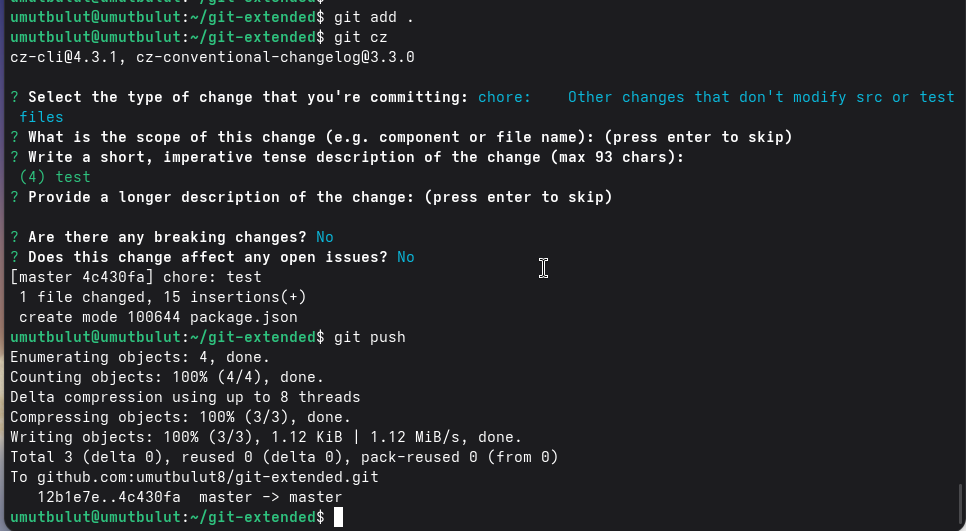 umutbulut@umutbulut:~/git-extended$ git add .
umutbulut@umutbulut:~/git-extended$ git cz
cz-cli@4.3.1, cz-conventional-changelog@3.3.0
? Select the type of change that you're committing: chore:    Other changes that don't modify src or test
files
? What is the scope of this change (e.g. component or file name): (press enter to skip)
? Write a short, imperative tense description of the change (max 93 chars):
(4) test
? Provide a longer description of the change: (press enter to skip)
? Are there any breaking changes? No
? Does this change affect any open issues? No
[master 4c430fa] chore: test
1 file changed, 15 insertions(+)
create mode 100644 package.json
umutbulut@umutbulut:~/git-extended$ git push
Enumerating objects: 4, done.
Counting objects: 100% (4/4), done.
Delta compression using up to 8 threads
Compressing objects: 100% (3/3), done.
Writing objects: 100% (3/3), 1.12 KiB | 1.12 MiB/s, done.
Total 3 (delta 0), reused 0 (delta 0), pack-reused 0 (from 0)
To github.com:umutbulut8/git-extended.git
12b1e7e..4c430fa  master -> master
umutbulut@umutbulut:~/git-extended$